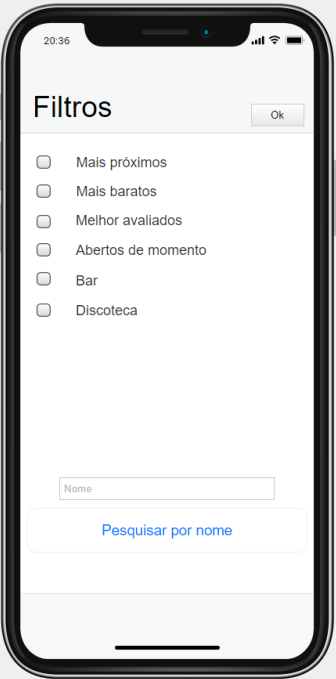 20:36
Filtros
Ok
Mais próximos
Mais baratos
Melhor avaliados
Abertos de momento
Bar
Discoteca
Nome
Pesquisar por nome